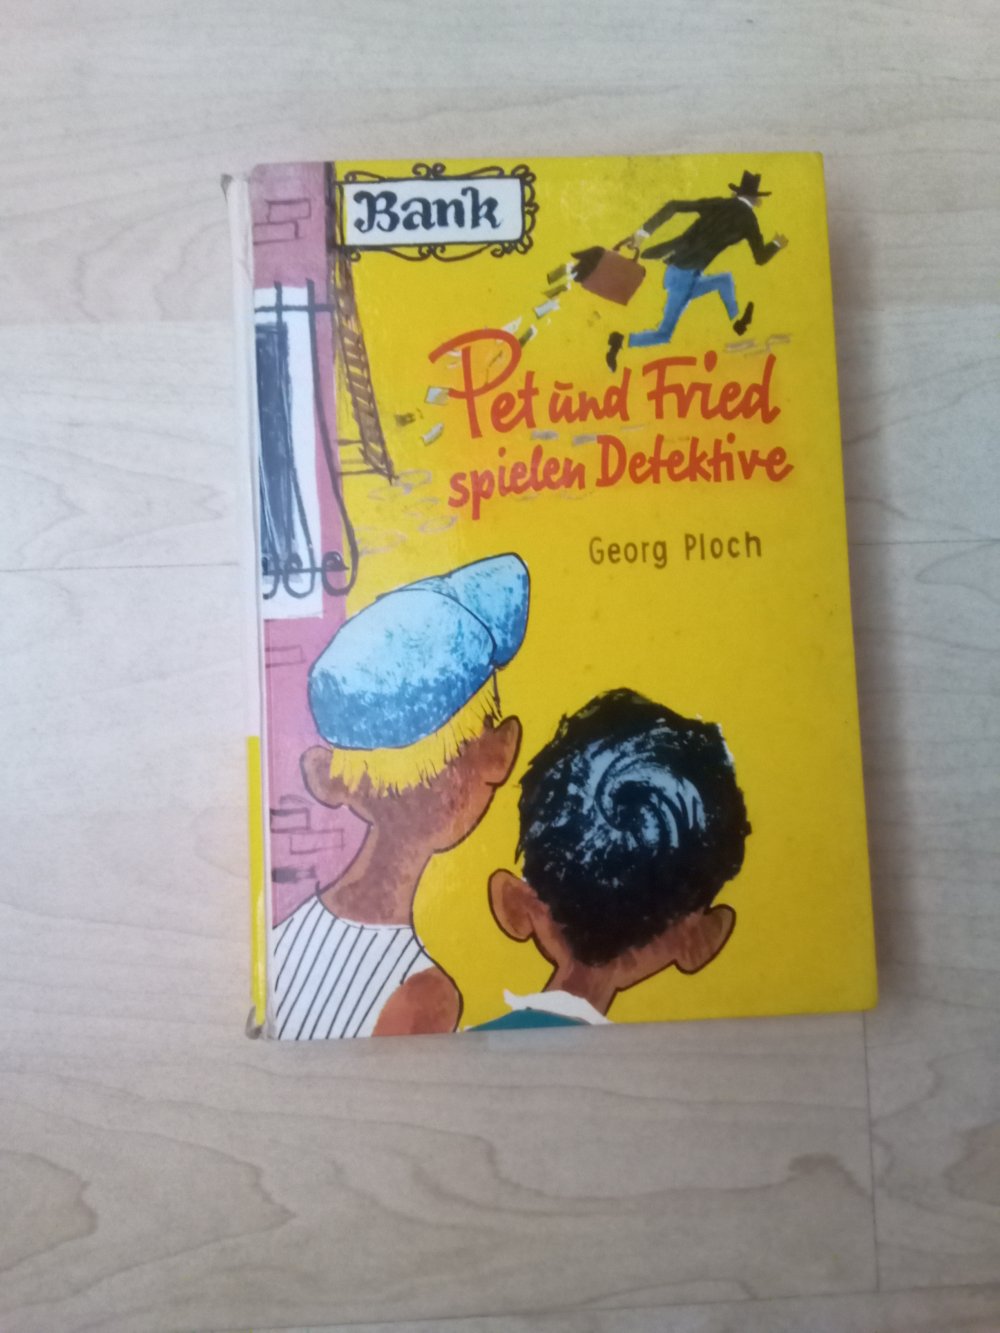 Bank
Pet und Fried
spielen Detektive
Georg Ploch